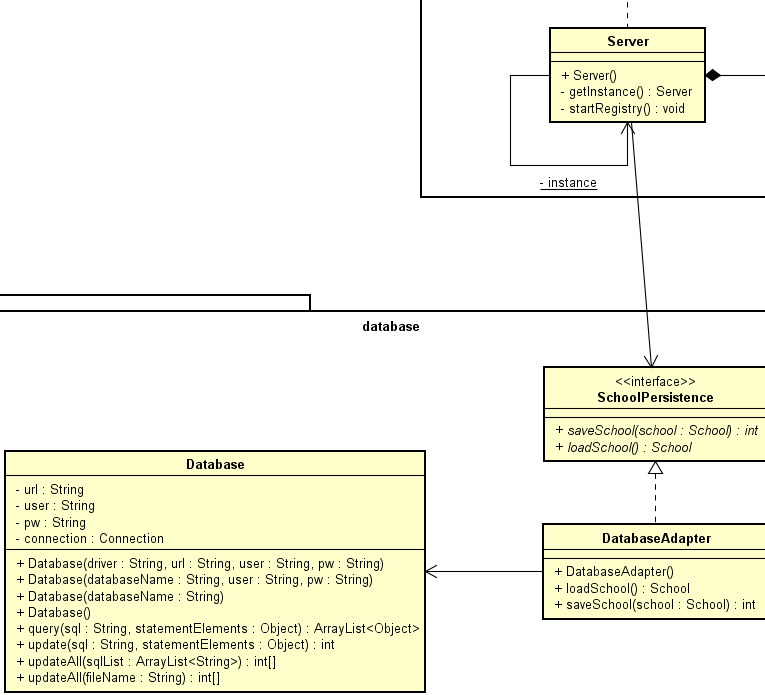 Server
+ Server()
- getInstance() : Server
- startRegistry() : void
- instance
database
<<interface>>
SchoolPersistence
+ saveSchool(school : School) : int
+ loadSchool() : School
Database
- url : String
- user : String
- pw : String
- connection : Connection
+ Database(driver : String, url : String, user : String, pw : String)
+ Database(databaseName : String, user : String, pw : String)
+ Database(databaseName : String)
+ Database()
+ query(sql : String, statementElements : Object) : ArrayList<Object>
+ update(sql : String, statementElements : Object) : int
+ updateAll(sqlList : ArrayList<String>) : int[]
+ updateAll(fileName : String) : int[]
DatabaseAdapter
+ DatabaseAdapter()
+ loadSchool() : School
+ saveSchool(school : School) : int